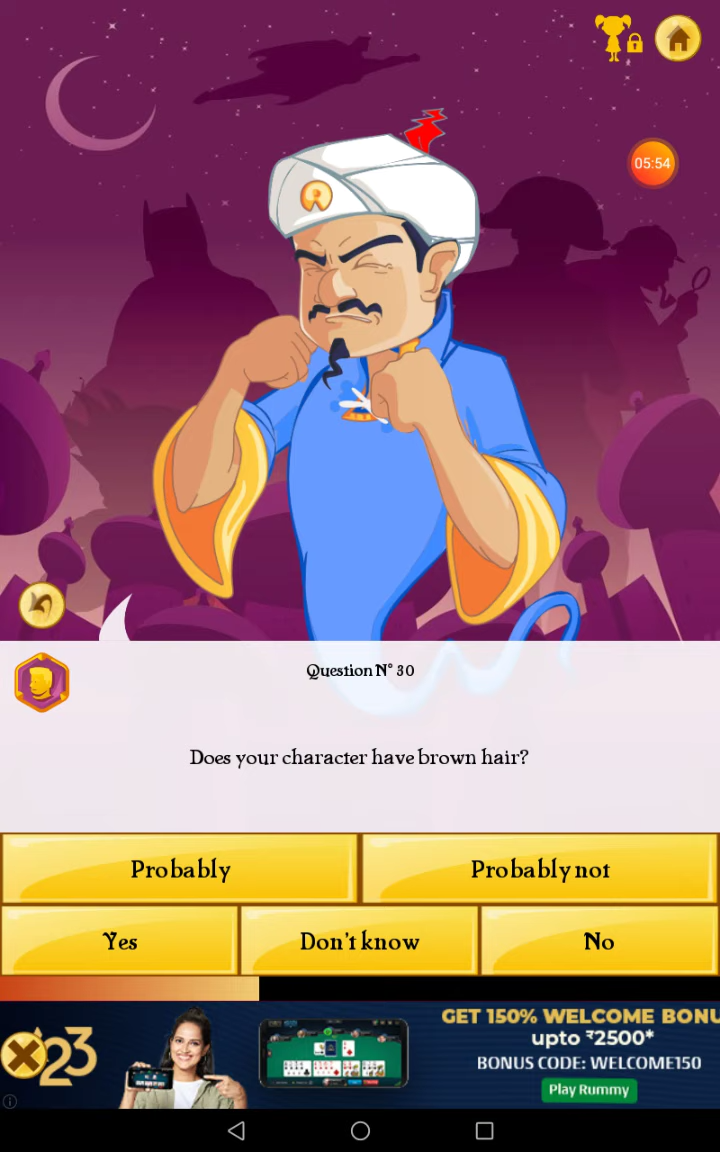 05:54
Question N° 30
Does your character have brown hair?
Probably
Probably not
Yes
Don't know
No
GET 150% WELCOME BONU
upto ₹2500*
BONUS CODE: WELCOME150
Play Rummy
23